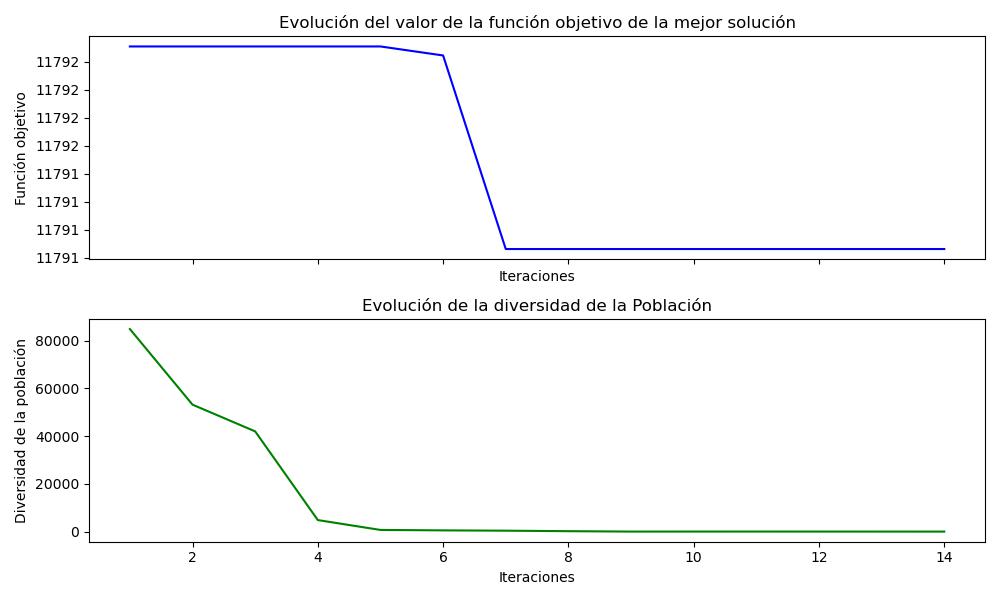 Evolución del valor de la función objetivo de la mejor solución
11792
11792
11792
11792
11791
11791
11791
11791
Función objetivo
Iteraciones
Evolución de la diversidad de la Población
80000
60000
40000
20000
0
Diversidad de la población
2 4 6 8 10 12 14
Iteraciones